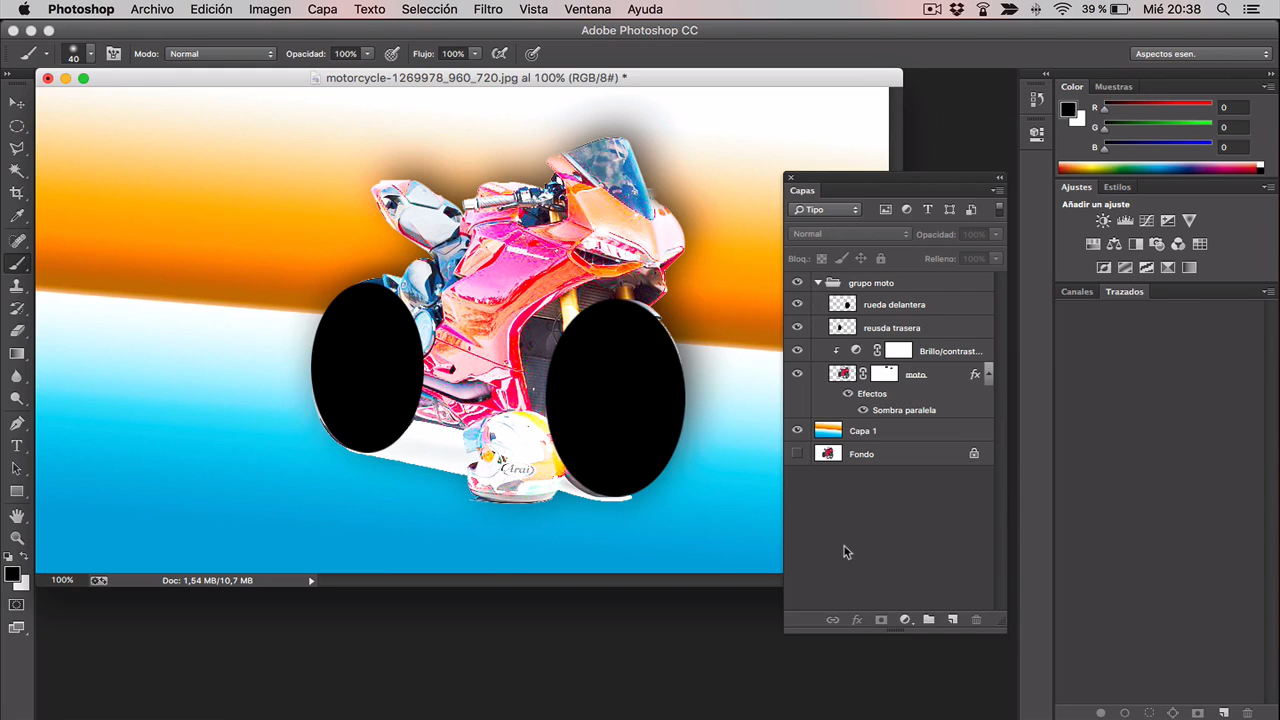 Photoshop Archivo Edición Imagen Capa Texto Selección Filtro Vista Ventana Ayuda 39 % Mié 20:38
Adobe Photoshop CC
40 Modo: Normal Opacidad: 100% Flujo: 100% Aspectos esen.
motorcycle-1269978_960_720.jpg al 100% (RGB/8#) *
Color Muestras
R 0
G 0
B 0
Capas
Ajustes Estilos
Añadir un ajuste
Tipo
Normal Opacidad: 100%
Bloq.: Relleno: 100%
grupo moto
Canales Trazados
rueda delantera
reusda trasera
Brillo/contrast...
moto fx
Efectos
Sombra paralela
Capa 1
Fondo
Arai
100% Doc: 1,54 MB/10,7 MB
fx